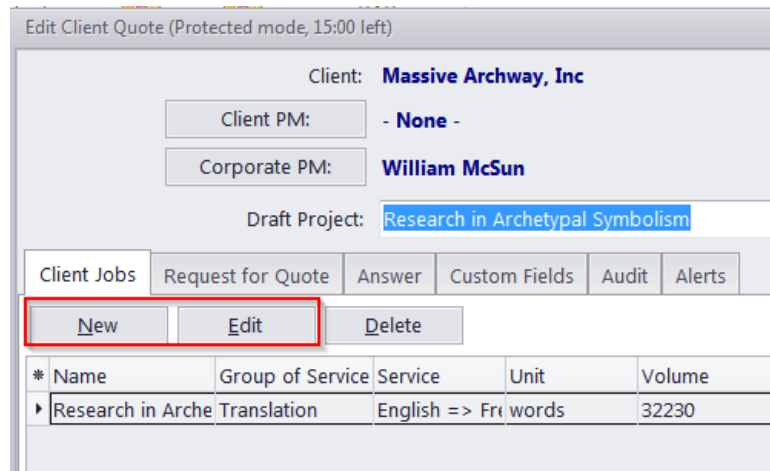 Edit Client Quote (Protected mode, 15:00 left)
Client: Massive Archway, Inc
Client PM: - None -
Corporate PM: William McSun
Draft Project: Research in Archetypal Symbolism
Client Jobs Request for Quote Answer Custom Fields Audit Alerts
New Edit Delete
Name Group of Service Service Unit Volume
Research in Arche Translation English => Fre words 32230